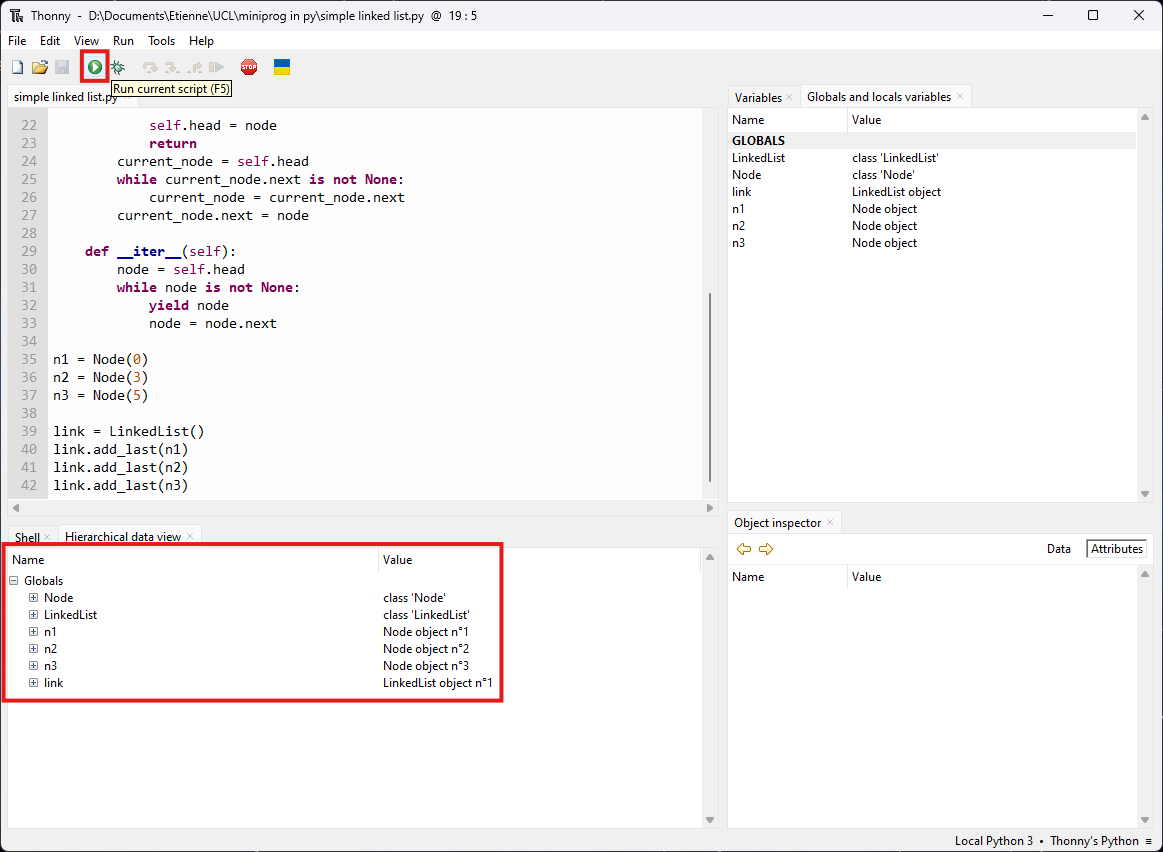 Thonny - D:\Documents\Etienne\UCL\miniprog in py\simple linked list.py @ 19 : 5
File Edit View Run Tools Help
STOP
Run current script (F5)
simple linked list.py
22 self.head = node
23 return
24 current_node = self.head
25 while current_node.next is not None:
26 current_node = current_node.next
27 current_node.next = node
28
29 def __iter__(self):
30 node = self.head
31 while node is not None:
32 yield node
33 node = node.next
34
35 n1 = Node(0)
36 n2 = Node(3)
37 n3 = Node(5)
38
39 link = LinkedList()
40 link.add_last(n1)
41 link.add_last(n2)
42 link.add_last(n3)
Variables Globals and locals variables
Name Value
GLOBALS
LinkedList class 'LinkedList'
Node class 'Node'
link LinkedList object
n1 Node object
n2 Node object
n3 Node object
Shell Hierarchical data view
Name Value
Globals
Node class 'Node'
LinkedList class 'LinkedList'
n1 Node object n°1
n2 Node object n°2
n3 Node object n°3
link LinkedList object n°1
Object inspector
Data Attributes
Name Value
Local Python 3 • Thonny's Python ≡